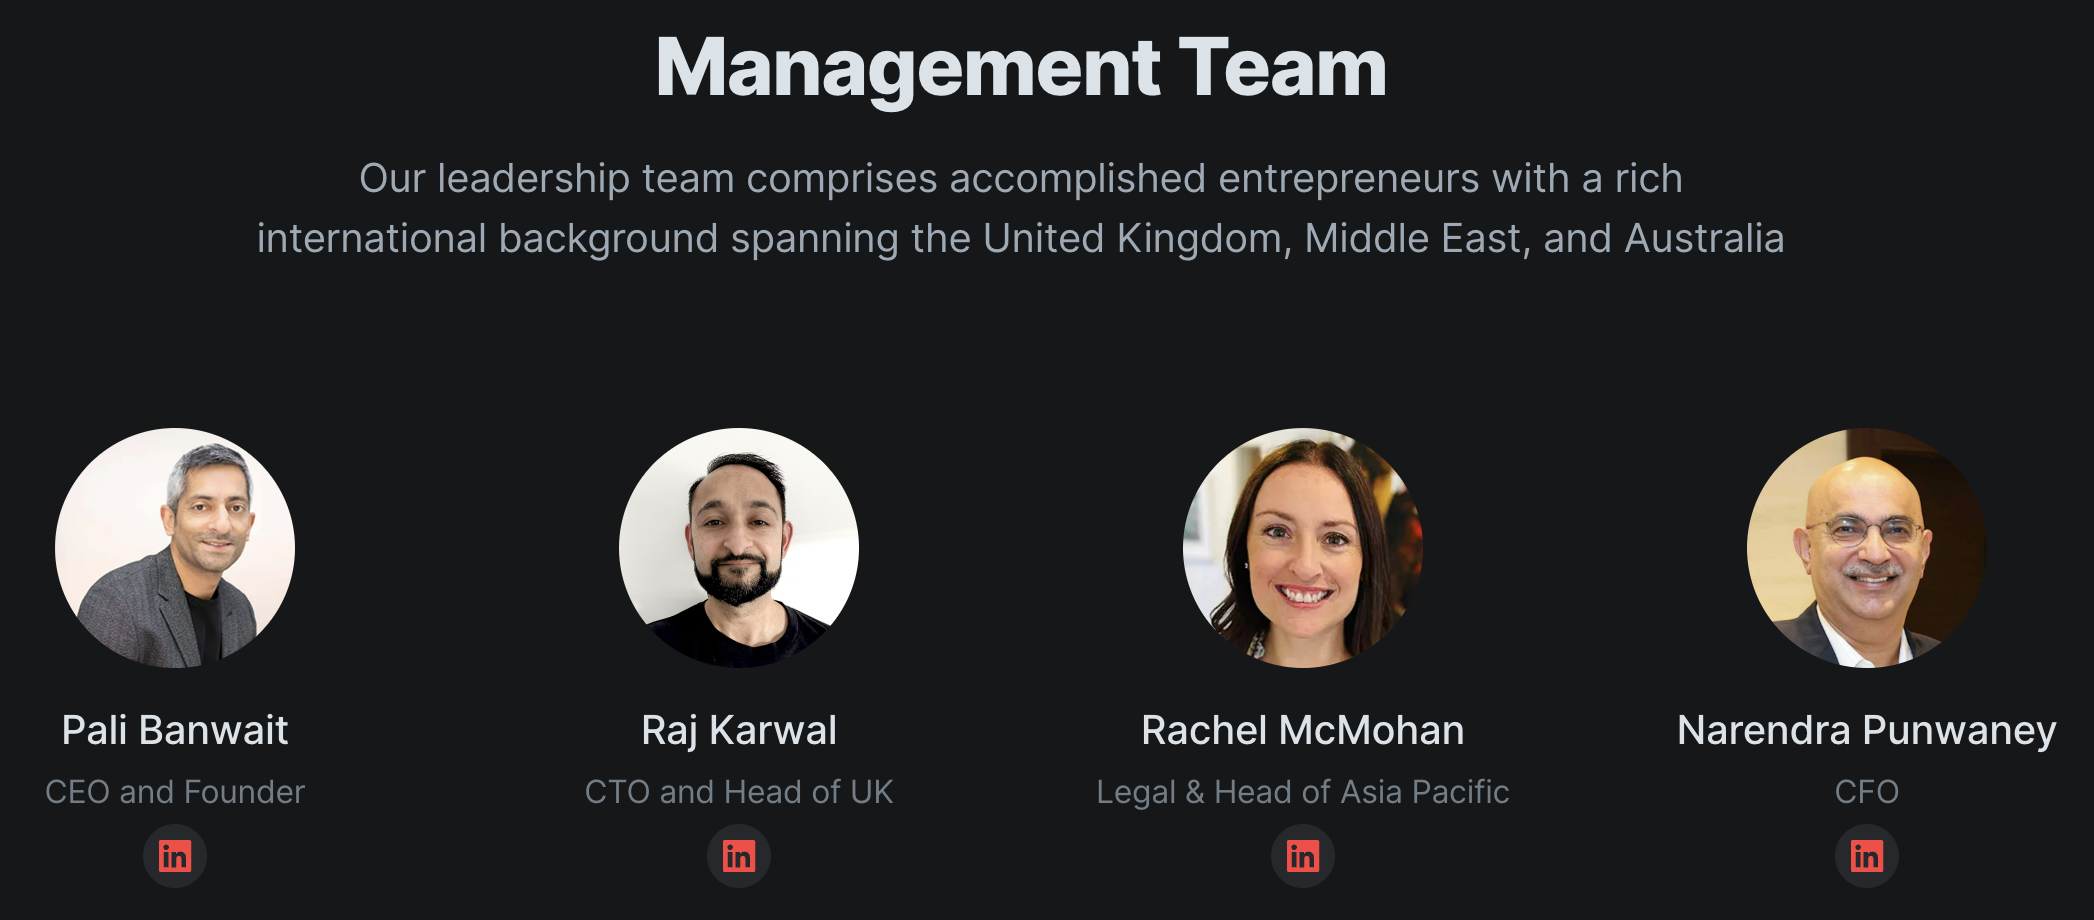 Management Team
Our leadership team comprises accomplished entrepreneurs with a rich
international background spanning the United Kingdom, Middle East, and Australia
Pali Banwait
CEO and Founder
in
Raj Karwal
CTO and Head of UK
in
Rachel McMohan
Legal & Head of Asia Pacific
in
Narendra Punwaney
CFO
in